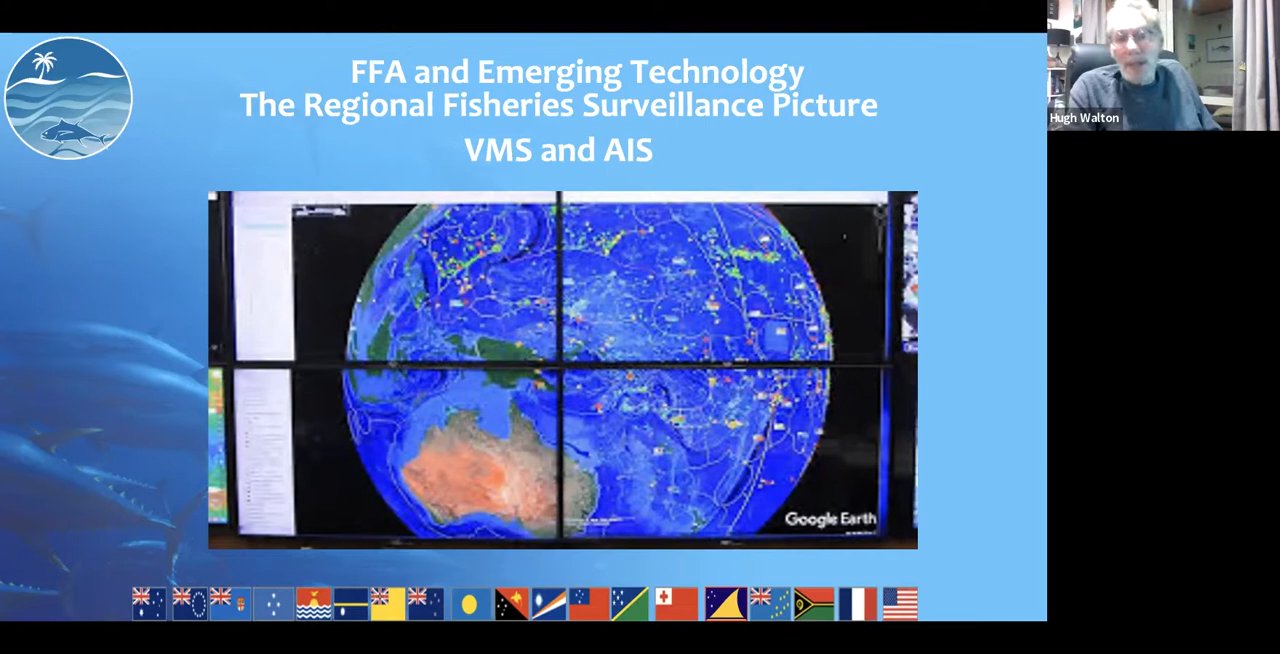 FFA and Emerging Technology
The Regional Fisheries Surveillance Picture
VMS and AIS
Google Earth
Hugh Walton